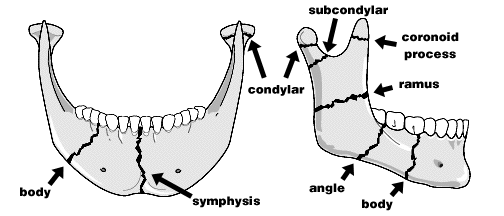 subcondylar
coronoid
process
condylar
ramus
body
symphysis
angle
body